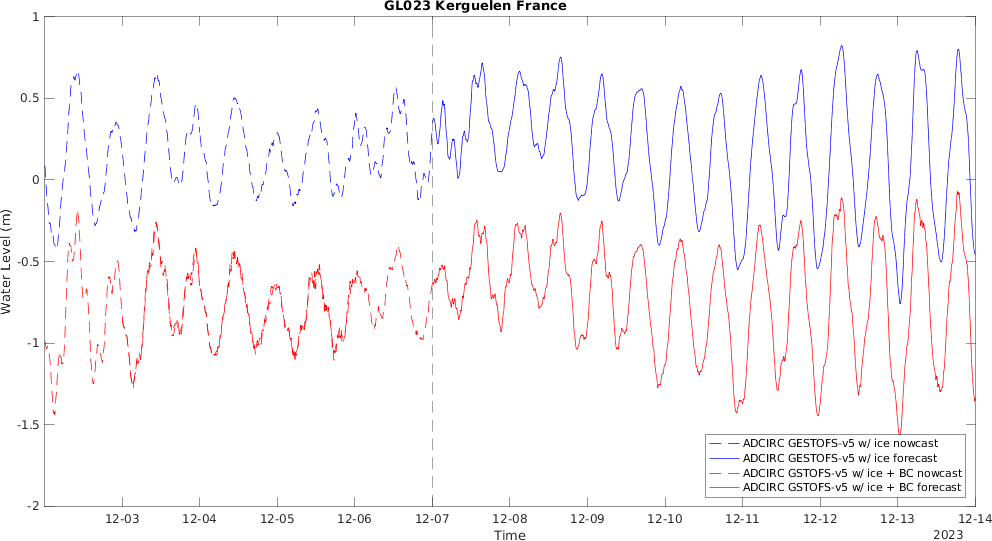 GL023 Kerguelen France
Water Level (m)
1
0.5
0
-0.5
-1
-1.5
-2
ADCIRC GESTOFS-v5 w/ ice nowcast
ADCIRC GESTOFS-v5 w/ ice forecast
ADCIRC GSTOFS-v5 w/ ice + BC nowcast
ADCIRC GSTOFS-v5 w/ ice + BC forecast
12-03 12-04 12-05 12-06 12-07 12-08 12-09 12-10 12-11 12-12 12-13 12-14
Time
2023